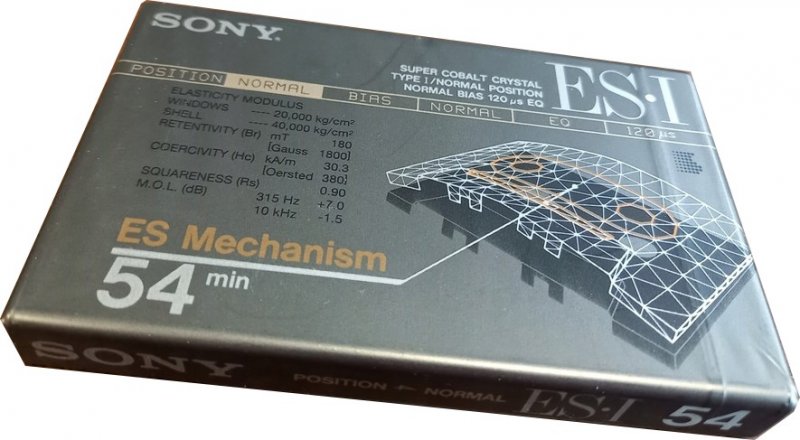 SONY.
SUPER COBALT CRYSTAL
TYPE I/NORMAL POSITION
NORMAL BIAS 120 µs EQ
ES·I
POSITION NORMAL BIAS NORMAL EQ 120 µs
ELASTICITY MODULUS
WINDOWS ---- 20,000 kg/cm²
SHELL ---- 40,000 kg/cm²
RETENTIVITY (Br) mT 180
[Gauss 1800]
COERCIVITY (Hc) kA/m 30.3
[Oersted 380]
SQUARENESS (Rs) 0.90
M.O.L. (dB) 315 Hz +7.0
10 kHz -1.5
ES Mechanism
54 min
SONY POSITION NORMAL ES·I 54